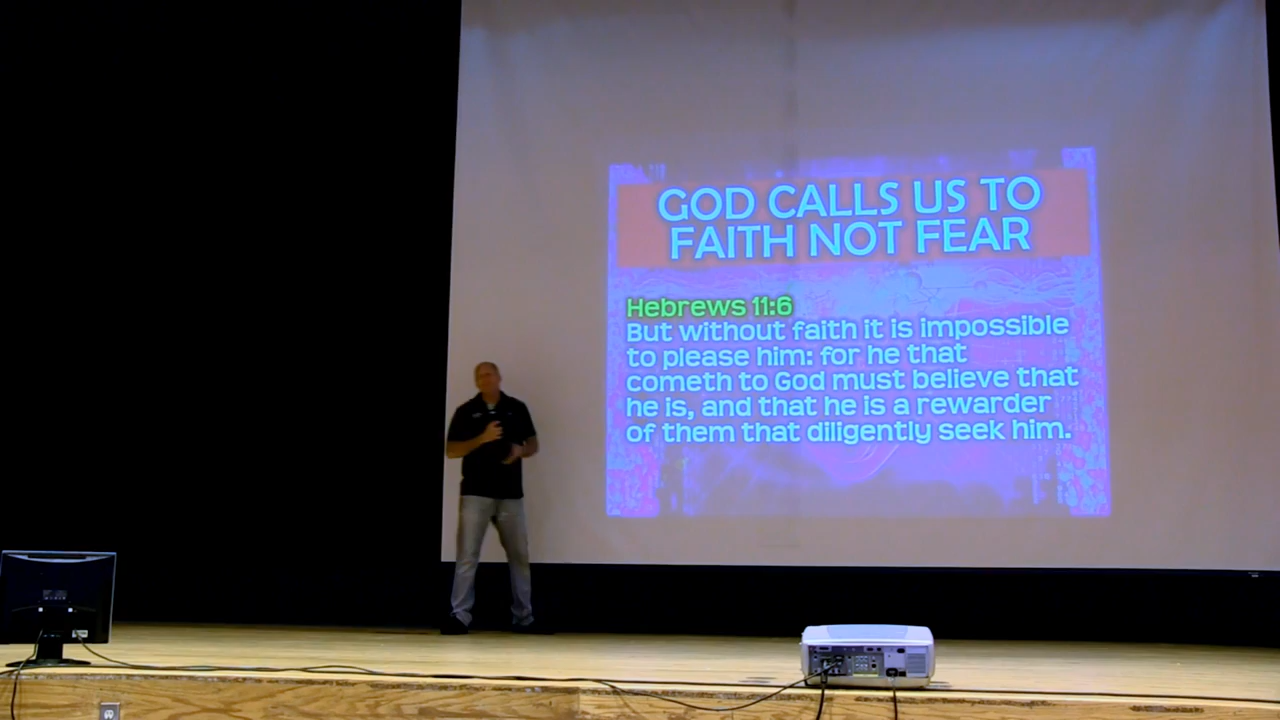 GOD CALLS US TO
FAITH NOT FEAR
Hebrews 11:6
But without faith it is impossible
to please him: for he that
cometh to God must believe that
he is, and that he is a rewarder
of them that diligently seek him.